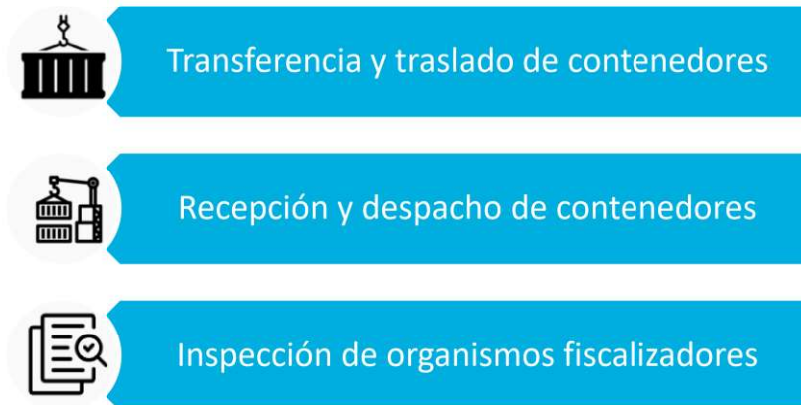 Transferencia y traslado de contenedores
Recepción y despacho de contenedores
Inspección de organismos fiscalizadores